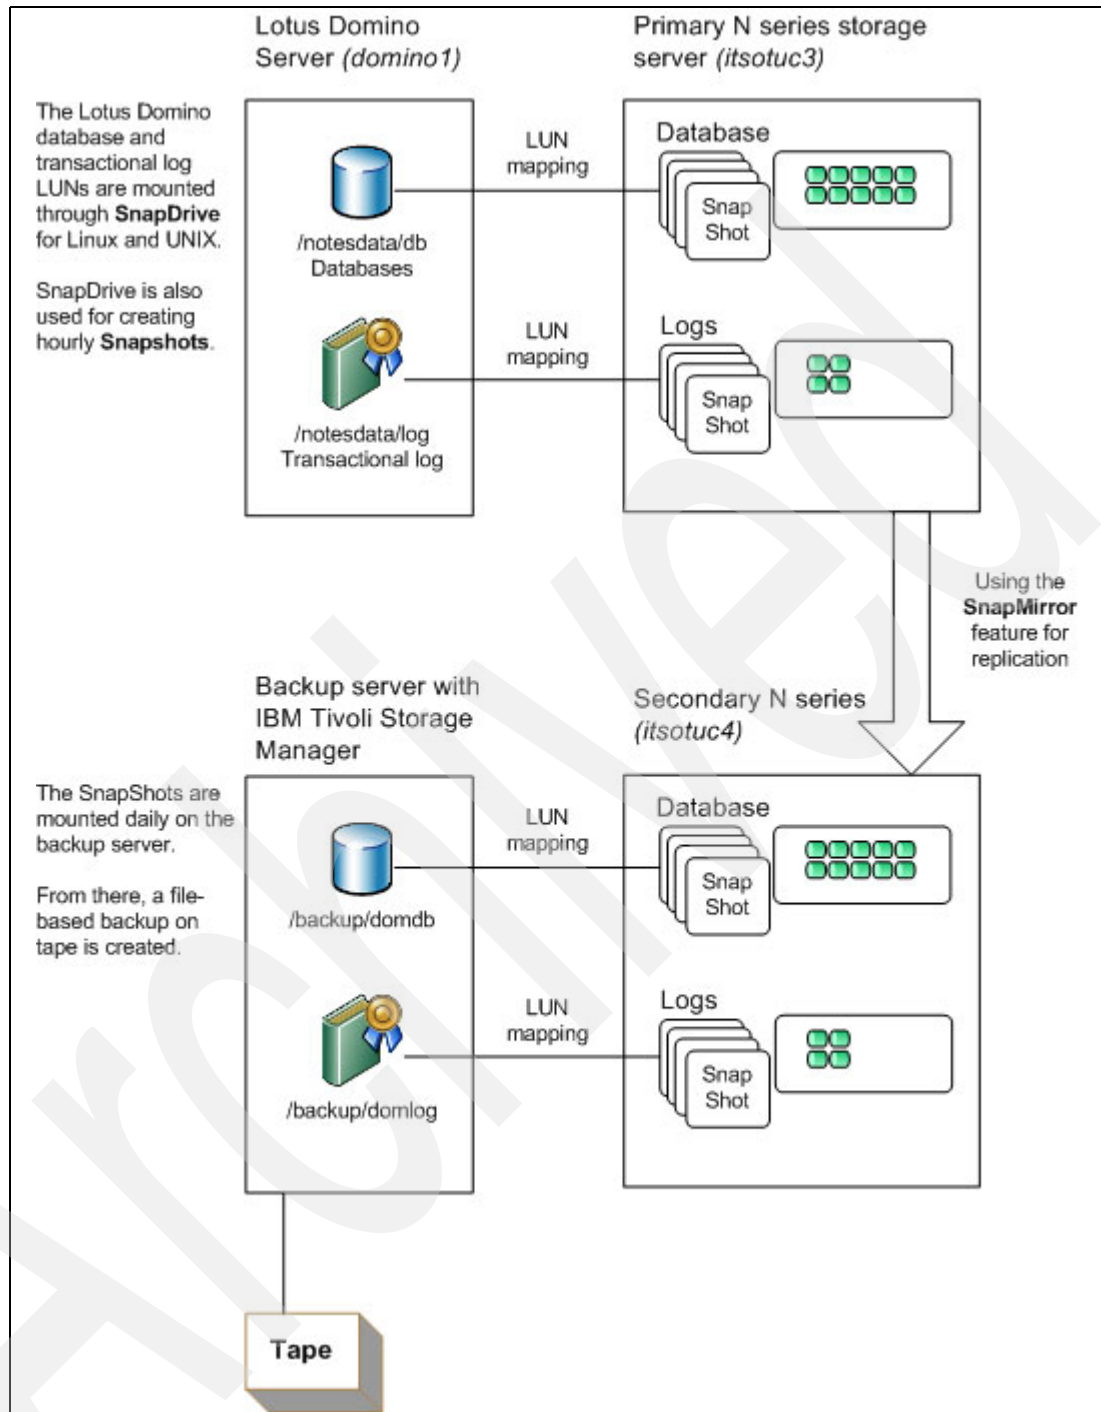 Lotus Domino
Server (domino1)
Primary N series storage
server (itsotuc3)
The Lotus Domino
database and
transactional log
LUNs are mounted
through SnapDrive
for Linux and UNIX.
SnapDrive is also
used for creating
hourly Snapshots.
/notesdata/db
Databases
LUN
mapping
Database
Snap
Shot
/notesdata/log
Transactional log
LUN
mapping
Logs
Snap
Shot
Using the
SnapMirror
feature for
replication
Backup server with
IBM Tivoli Storage
Manager
Secondary N series
(itsotuc4)
The SnapShots are
mounted daily on the
backup server.
From there, a file-
based backup on
tape is created.
/backup/domdb
LUN
mapping
Database
Snap
Shot
/backup/domlog
LUN
mapping
Logs
Snap
Shot
Tape
Archived